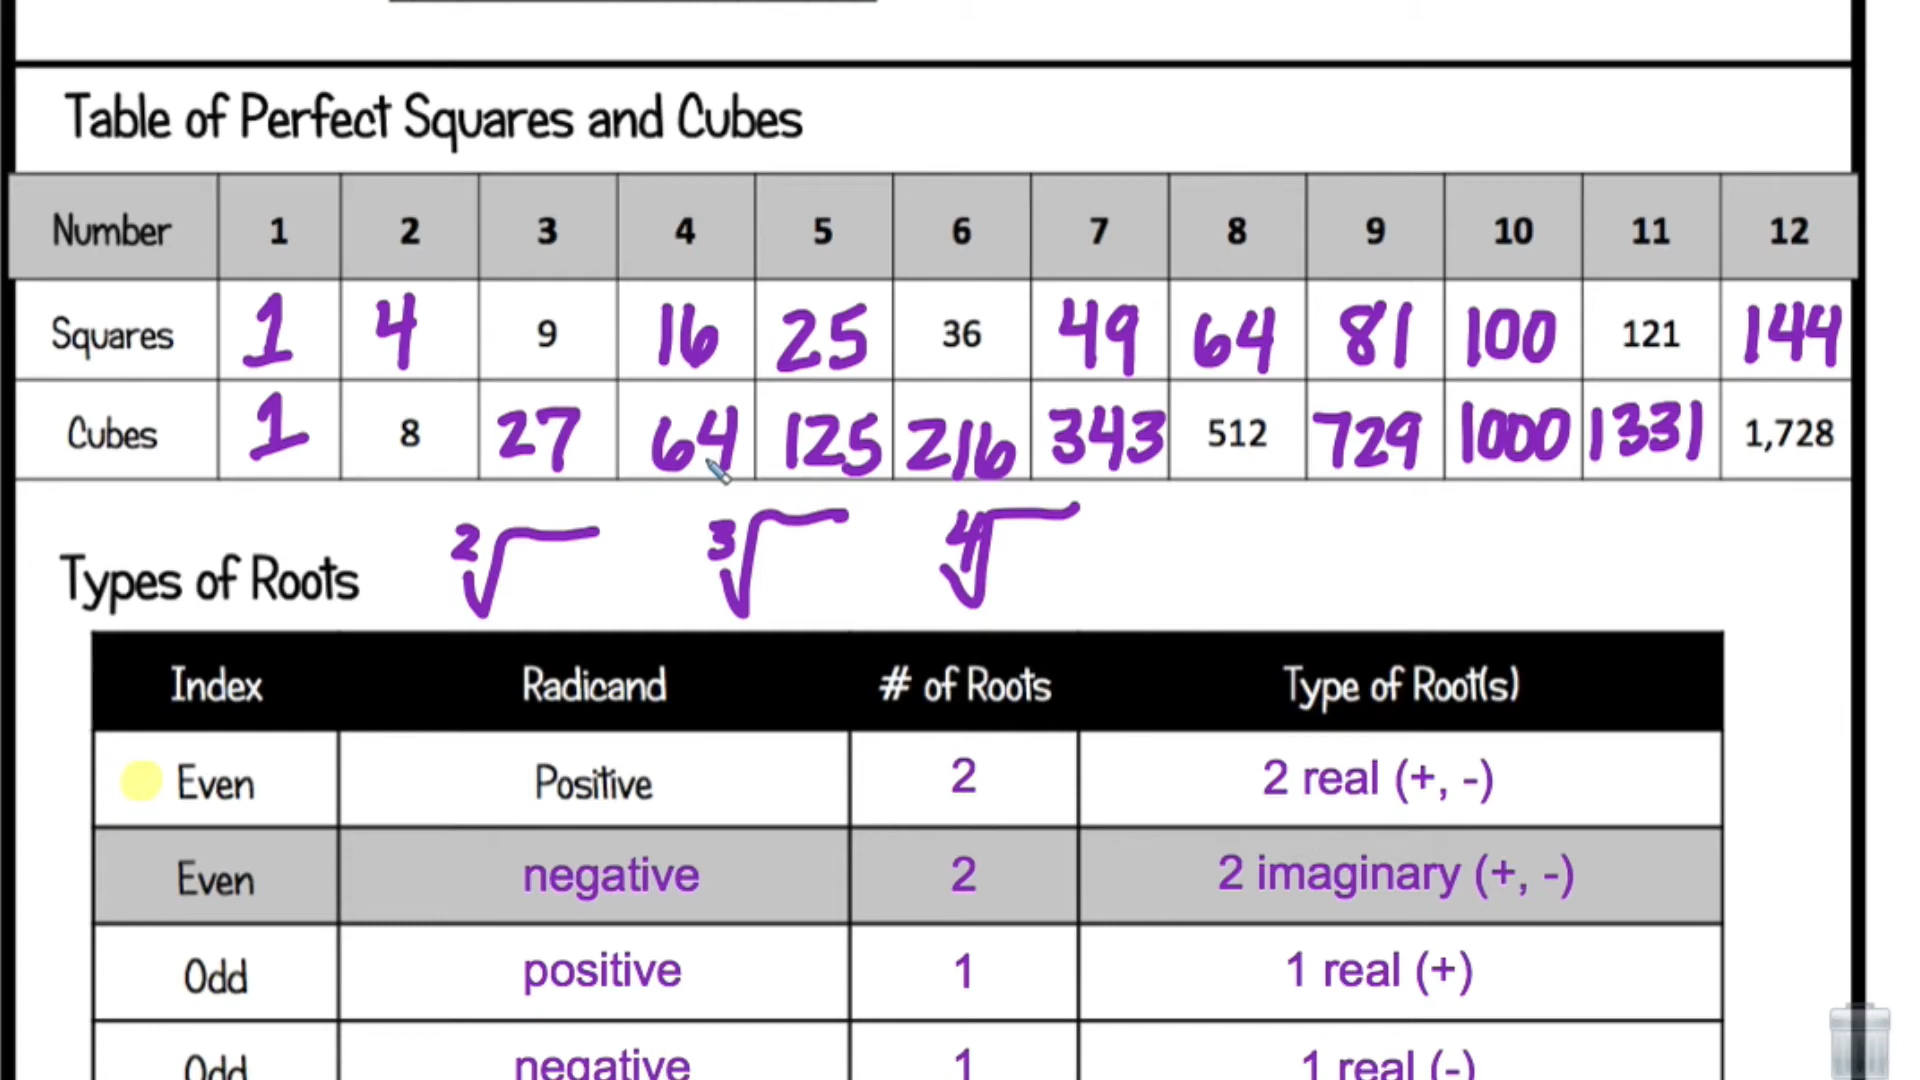 Table of Perfect Squares and Cubes
Number 1 2 3 4 5 6 7 8 9 10 11 12
Squares 1 4 9 16 25 36 49 64 81 100 121 144
Cubes 1 8 27 64 125 216 343 512 729 1000 1331 1,728
Types of Roots 2√ 3√ 4√
Index Radicand # of Roots Type of Root(s)
Even Positive 2 2 real (+, -)
Even negative 2 2 imaginary (+, -)
Odd positive 1 1 real (+)
Odd negative 1 1 real (-)